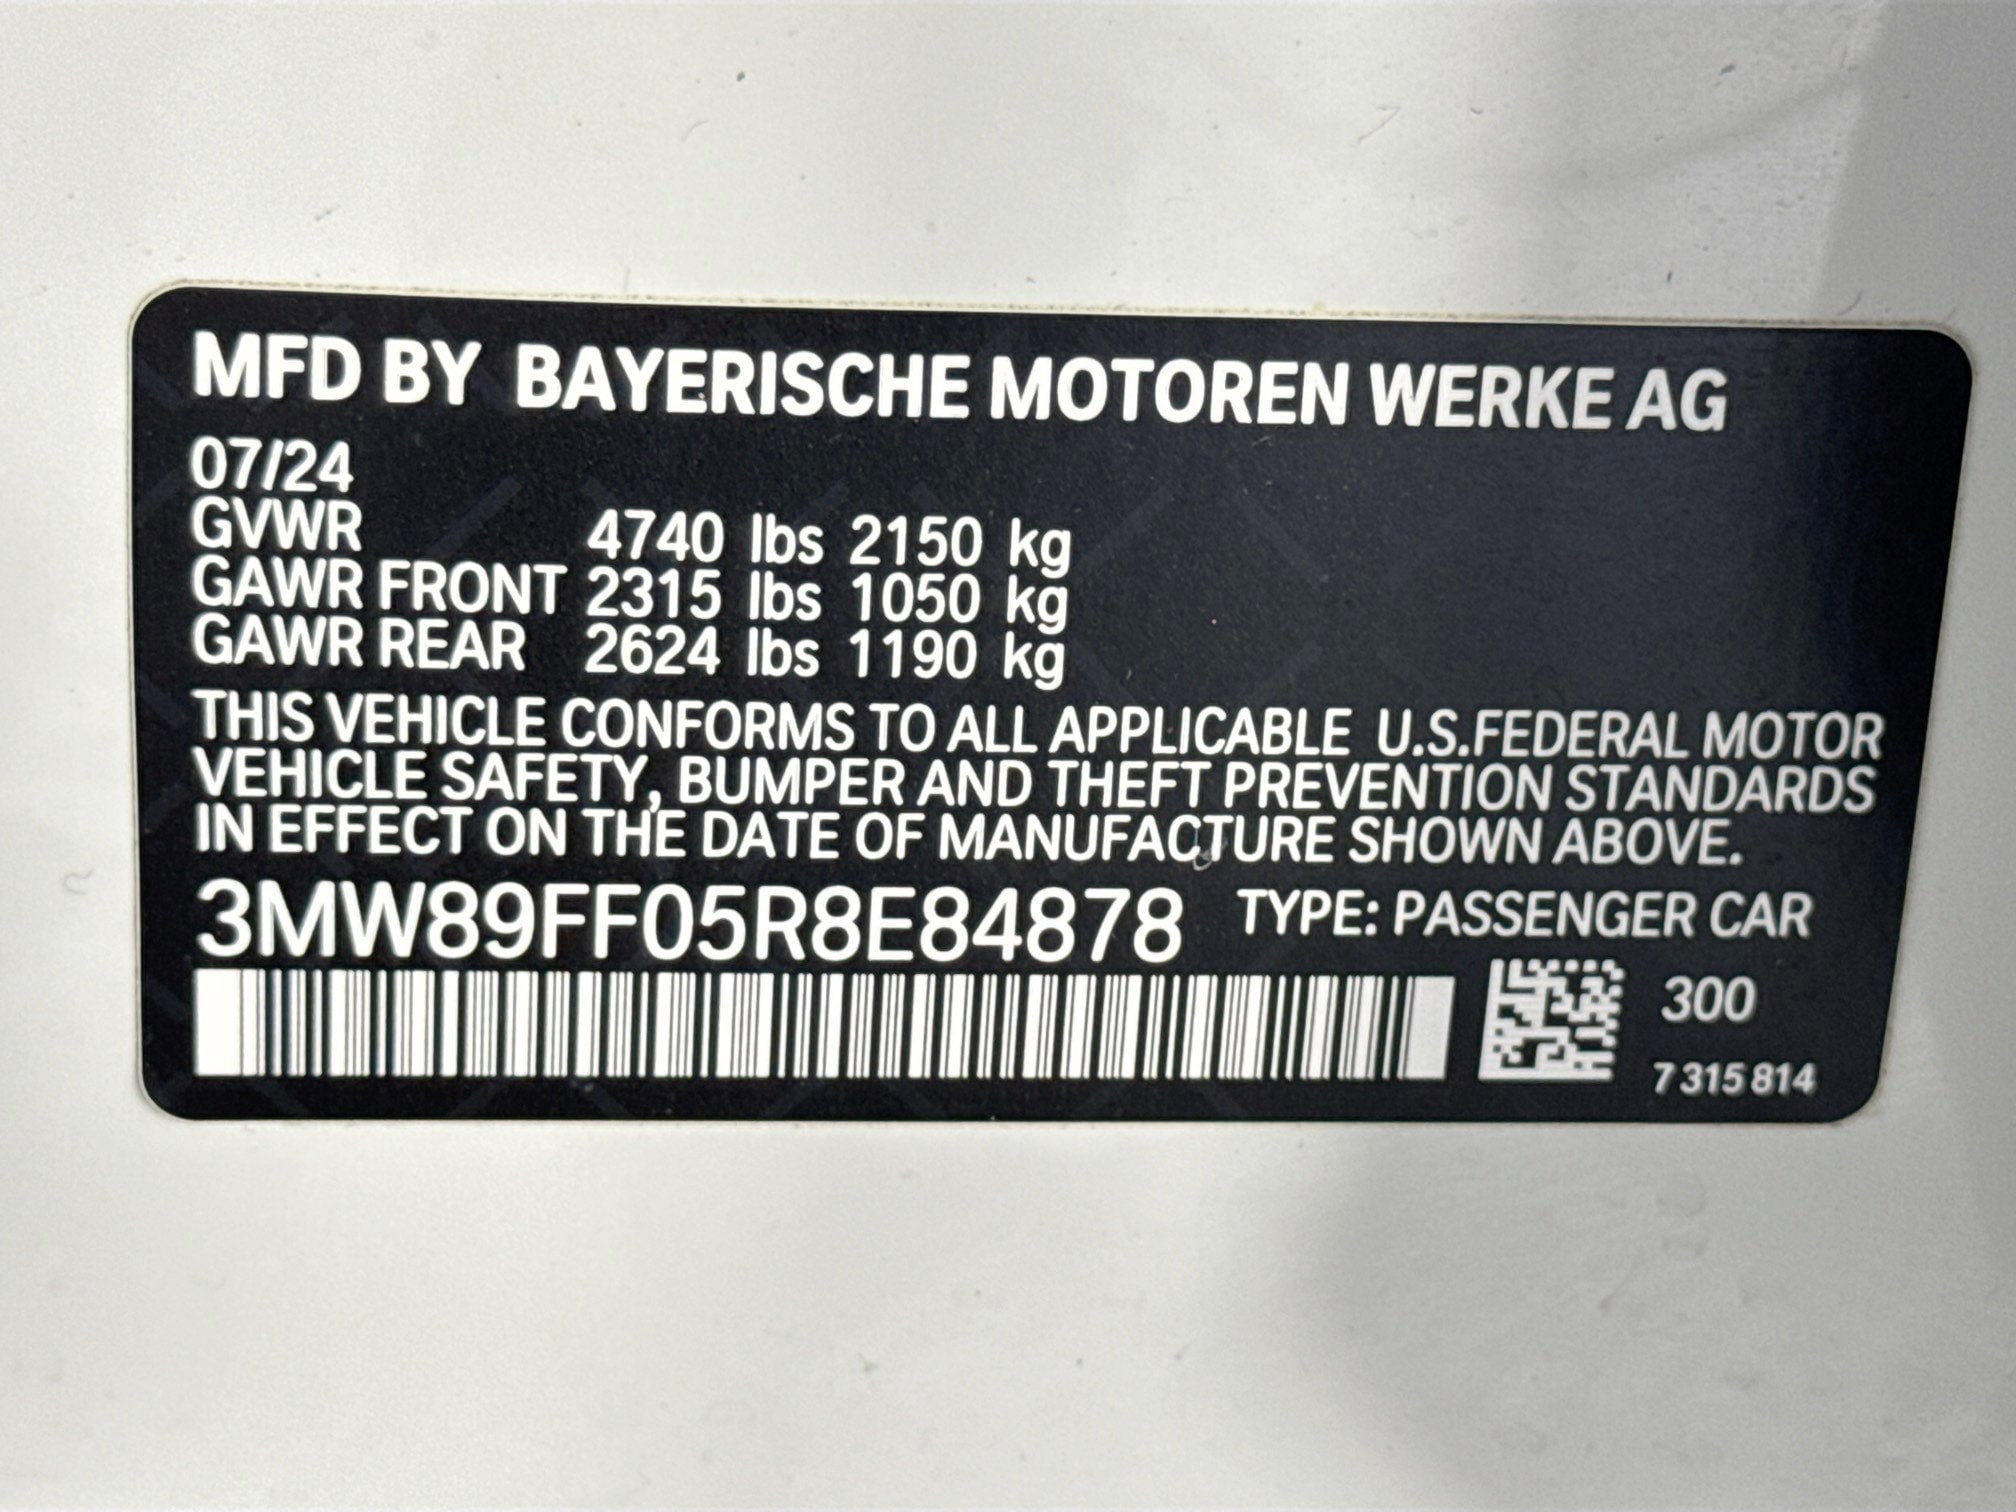 MFD BY BAYERISCHE MOTOREN WERKE AG
07/24
GVWR 4740 lbs 2150 kg
GAWR FRONT 2315 lbs 1050 kg
GAWR REAR 2624 lbs 1190 kg
THIS VEHICLE CONFORMS TO ALL APPLICABLE U.S.FEDERAL MOTOR
VEHICLE SAFETY, BUMPER AND THEFT PREVENTION STANDARDS
IN EFFECT ON THE DATE OF MANUFACTURE SHOWN ABOVE.
3MW89FF05R8E84878 TYPE: PASSENGER CAR
300
7 315 814